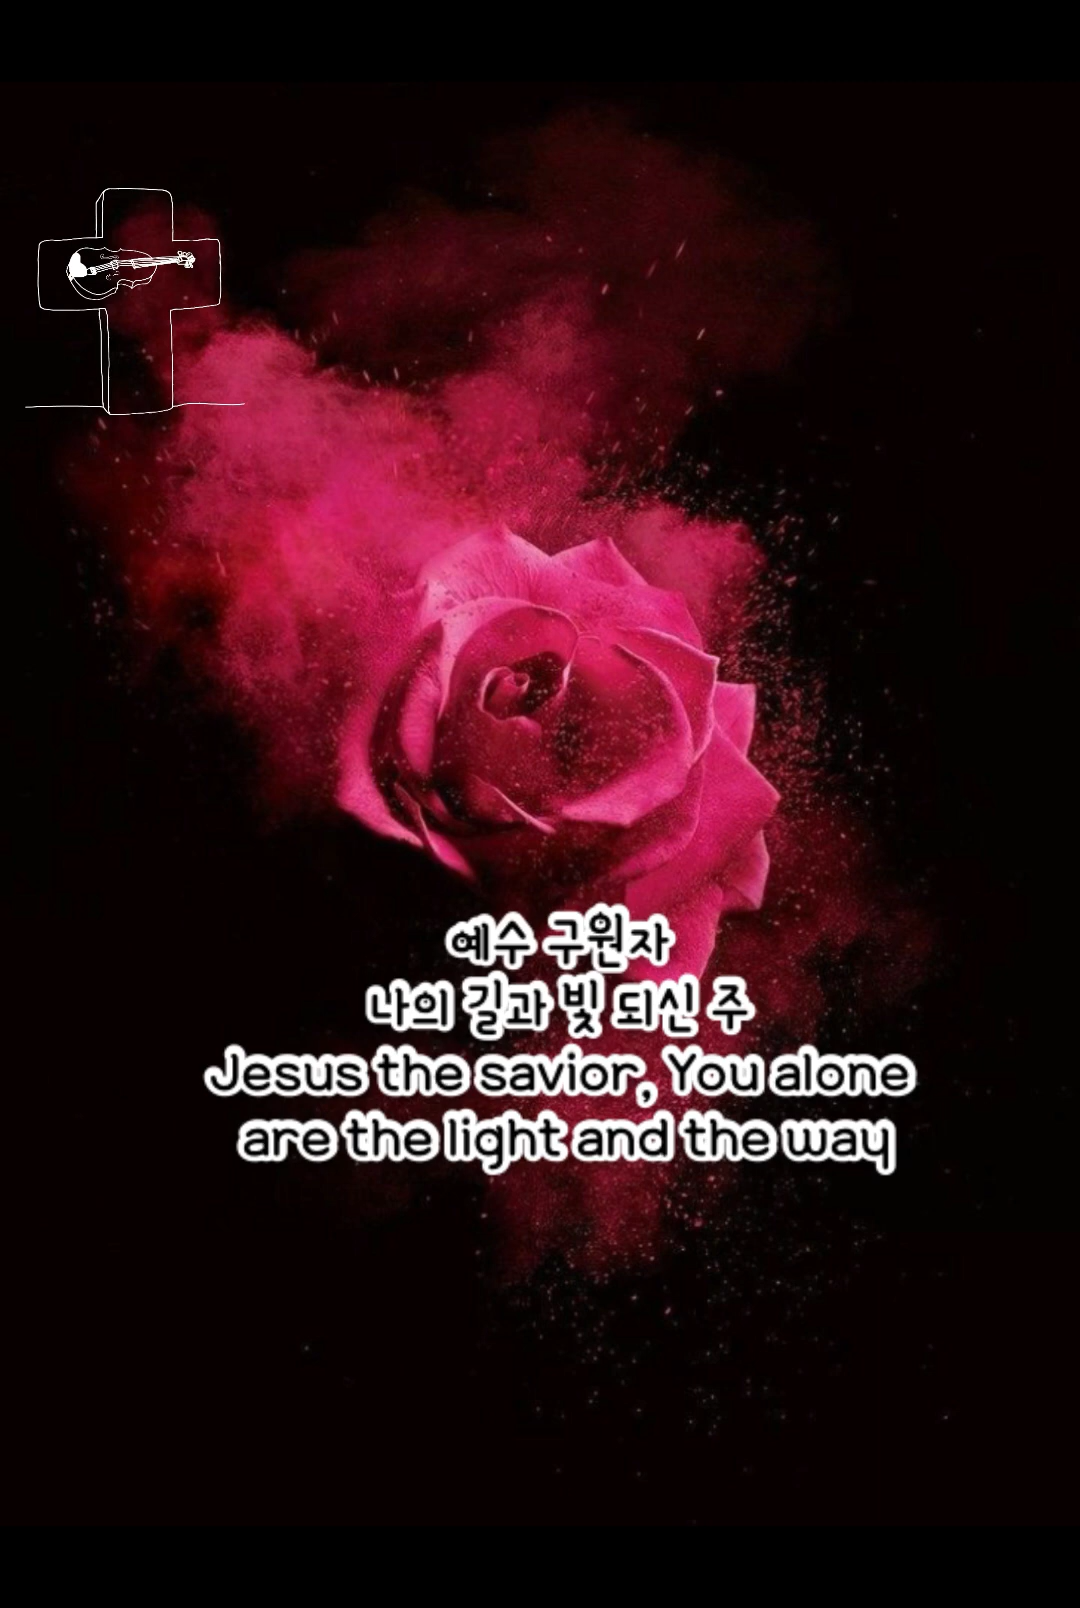 예수 구원자
나의 길과 빛 되신 주
Jesus the savior, You alone
are the light and the way